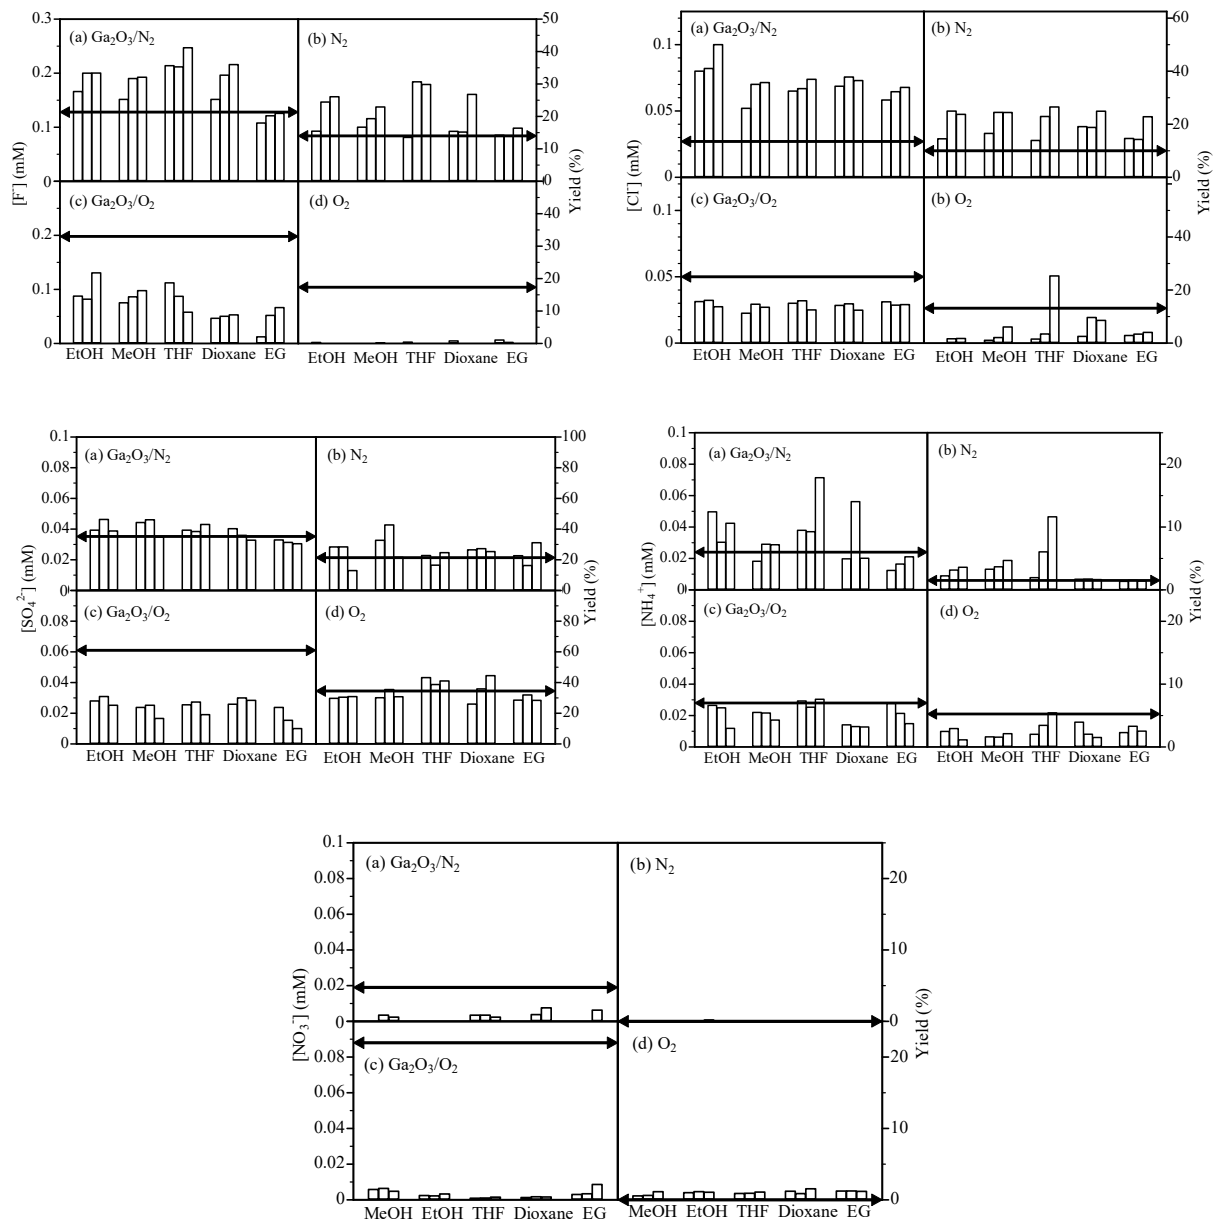 0.3
0.2
0.1
0
0.2
0.1
0
[F⁻] (mM)
(a) Ga₂O₃/N₂
(b) N₂
(c) Ga₂O₃/O₂
(d) O₂
50
40
30
20
10
0
40
30
20
10
0
Yield (%)
EtOH MeOH THF Dioxane EG
EtOH MeOH THF Dioxane EG
0.1
0.05
0
0.1
0.05
0
[Cl⁻] (mM)
(a) Ga₂O₃/N₂
(b) N₂
(c) Ga₂O₃/O₂
(b) O₂
60
40
20
0
40
20
0
Yield (%)
EtOH MeOH THF Dioxane EG
EtOH MeOH THF Dioxane EG
0.1
0.08
0.06
0.04
0.02
0
0.08
0.06
0.04
0.02
0
[SO₄²⁻] (mM)
(a) Ga₂O₃/N₂
(b) N₂
(c) Ga₂O₃/O₂
(d) O₂
100
80
60
40
20
0
80
60
40
20
0
Yield (%)
EtOH MeOH THF Dioxane EG
EtOH MeOH THF Dioxane EG
0.1
0.08
0.06
0.04
0.02
0
0.08
0.06
0.04
0.02
0
[NH₄⁺] (mM)
(a) Ga₂O₃/N₂
(b) N₂
(c) Ga₂O₃/O₂
(d) O₂
20
10
0
20
10
0
Yield (%)
EtOH MeOH THF Dioxane EG
EtOH MeOH THF Dioxane EG
0.1
0.08
0.06
0.04
0.02
0
0.08
0.06
0.04
0.02
0
[NO₃⁻] (mM)
(a) Ga₂O₃/N₂
(b) N₂
(c) Ga₂O₃/O₂
(d) O₂
20
10
0
20
10
0
Yield (%)
MeOH EtOH THF Dioxane EG
MeOH EtOH THF Dioxane EG